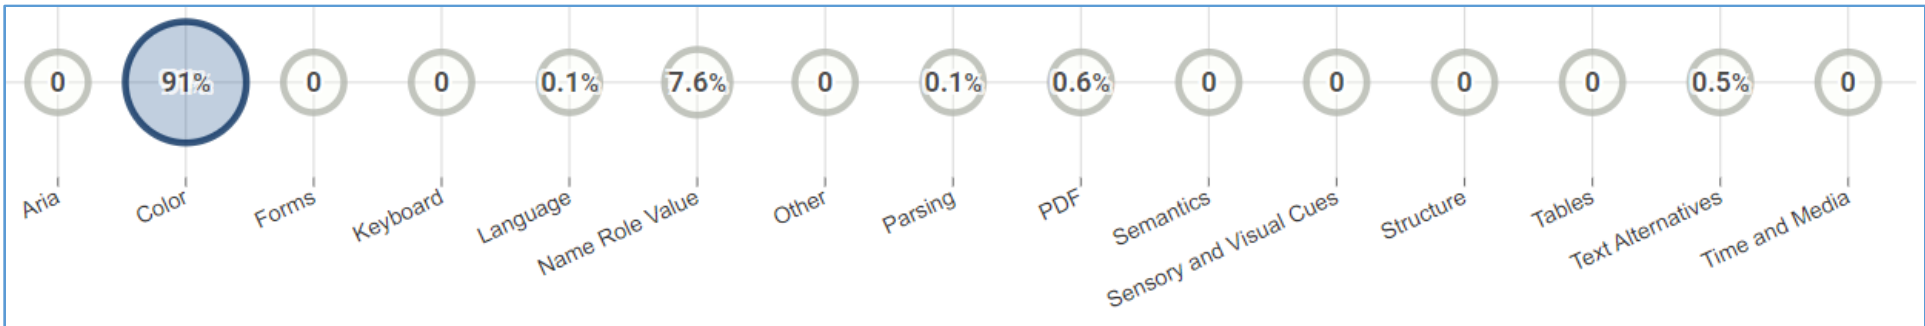 0 91% 0 0 0.1% 7.6% 0 0.1% 0.6% 0 0 0 0 0.5% 0
Aria
Color
Forms
Keyboard
Language
Name Role Value
Other
Parsing
PDF
Semantics
Sensory and Visual Cues
Structure
Tables
Text Alternatives
Time and Media